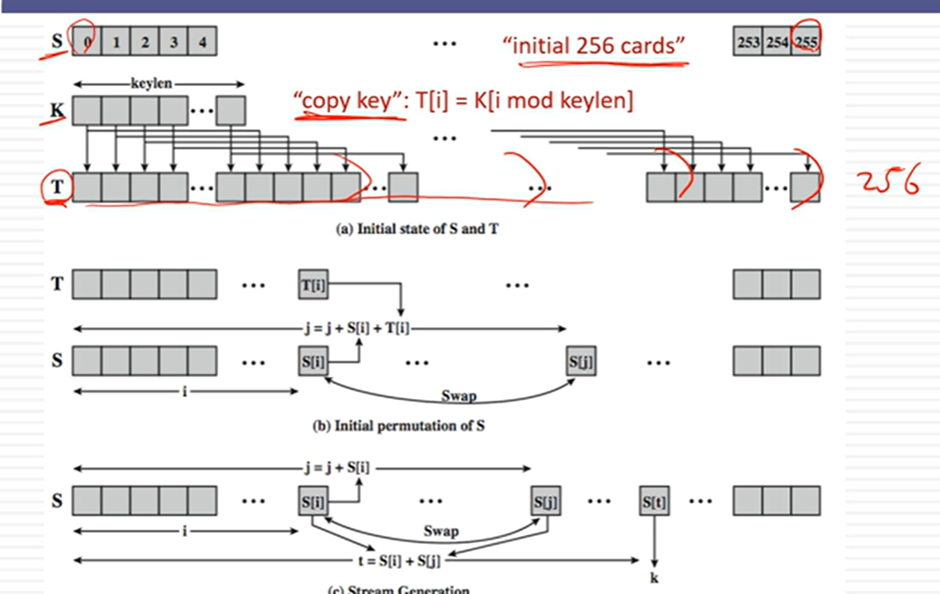 S 0 1 2 3 4 ... "initial 256 cards" 253 254 255
keylen
K ... "copy key": T[i] = K[i mod keylen]
...
T ... ... ... ... 256
(a) Initial state of S and T
T ... T[i] ...
j = j + S[i] + T[i]
S ... S[i] ... S[j] ...
i
Swap
(b) Initial permutation of S
j = j + S[i]
S ... S[i] ... S[j] ... S[t] ...
i
Swap
t = S[i] + S[j]
k
(c) Stream Generation